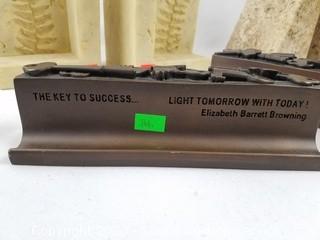 THE KEY TO SUCCESS... LIGHT TOMORROW WITH TODAY!
Elizabeth Barrett Browning